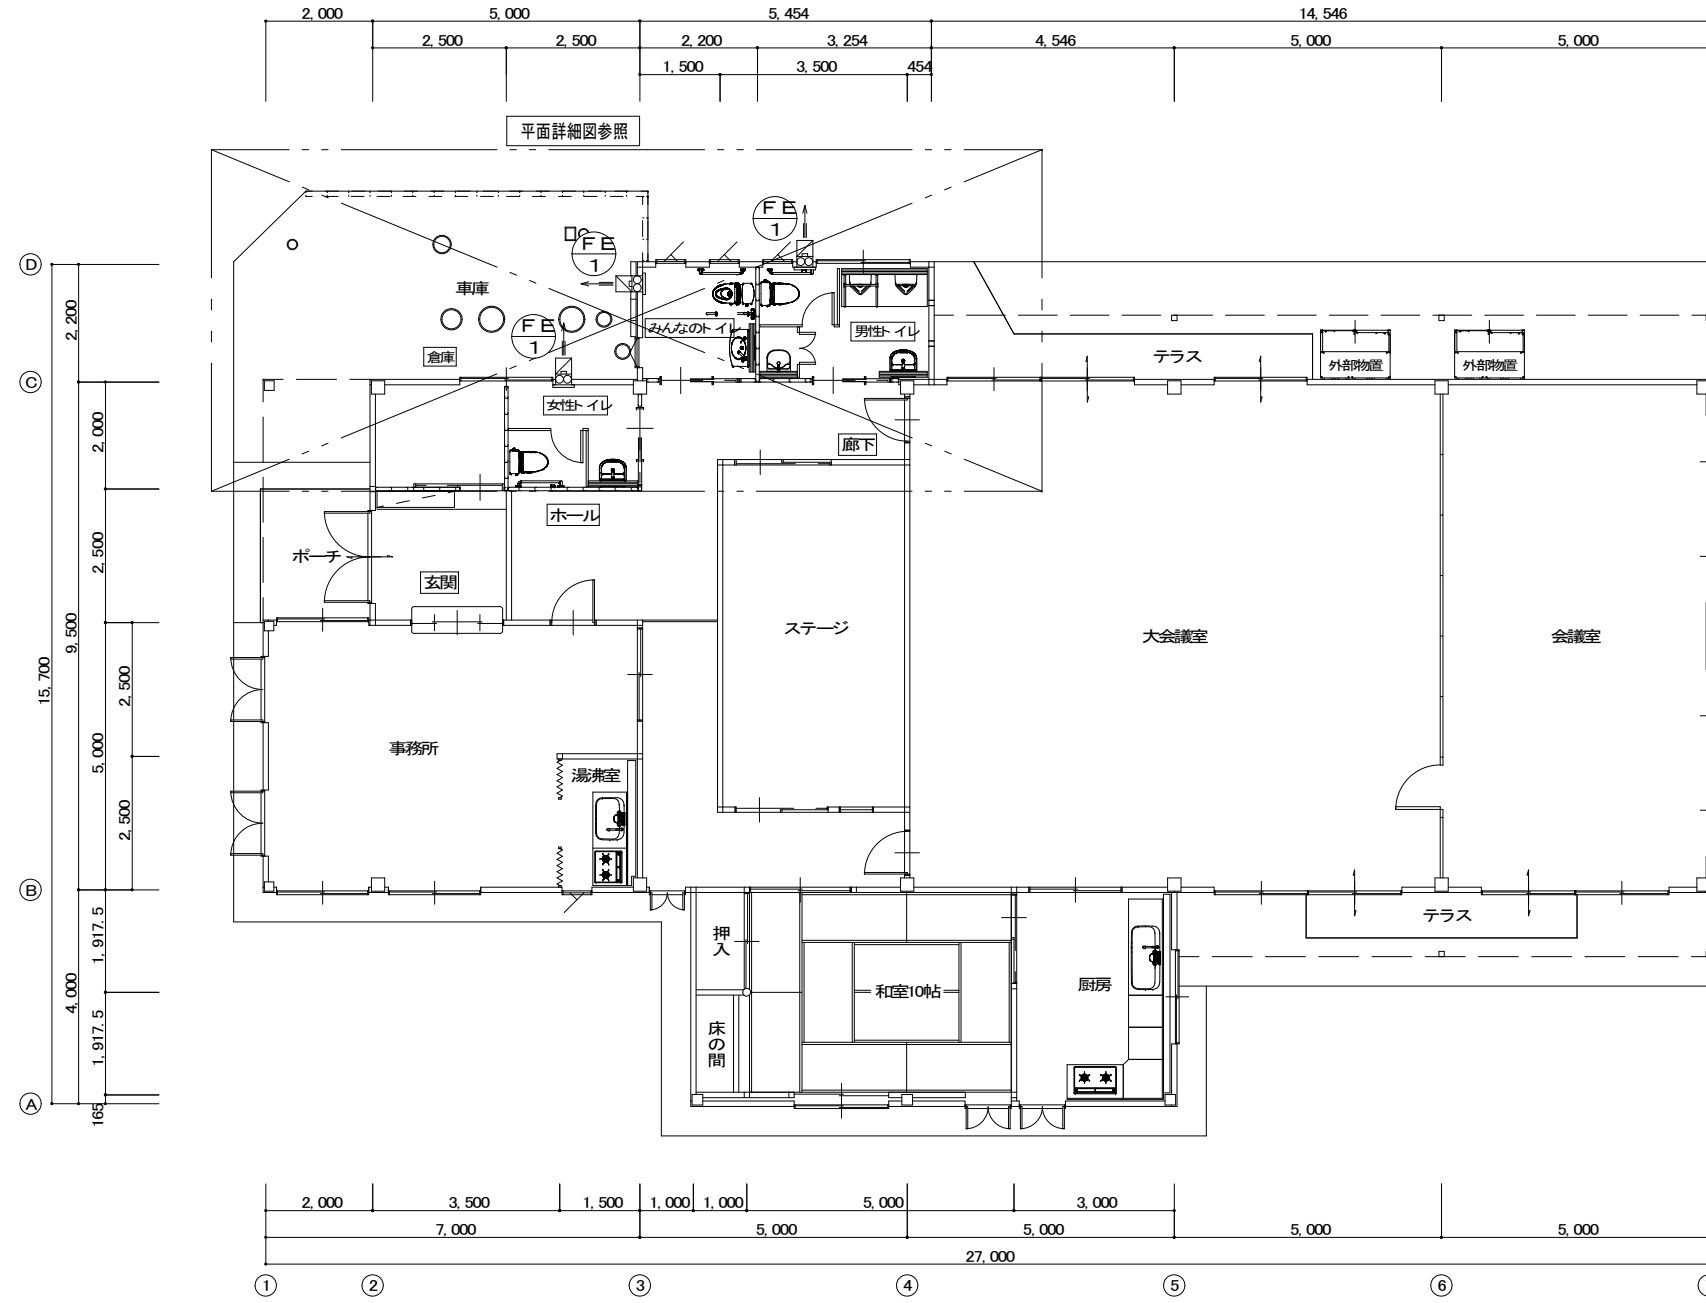 2,000 5,000 5,454 14,546
2,500 2,500 2,200 3,254 4,546 5,000 5,000
1,500 3,500 454
平面詳細図参照
FE
1
FE
1
FE
1
D
車庫
倉庫
みんなのトイレ
男性トイレ
テラス
外部物置
外部物置
2,200
C
女性トイレ
廊下
2,000
ホール
ポーチ
玄関
2,500
ステージ
大会議室
会議室
9,500
15,700
2,500
5,000
2,500
事務所
湯沸室
B
テラス
押入
和室10帖
厨房
床の間
1,917.5
4,000
1,917.5
165
A
2,000 3,500 1,500 1,000 1,000 5,000 3,000
7,000 5,000 5,000 5,000 5,000
27,000
1 2 3 4 5 6